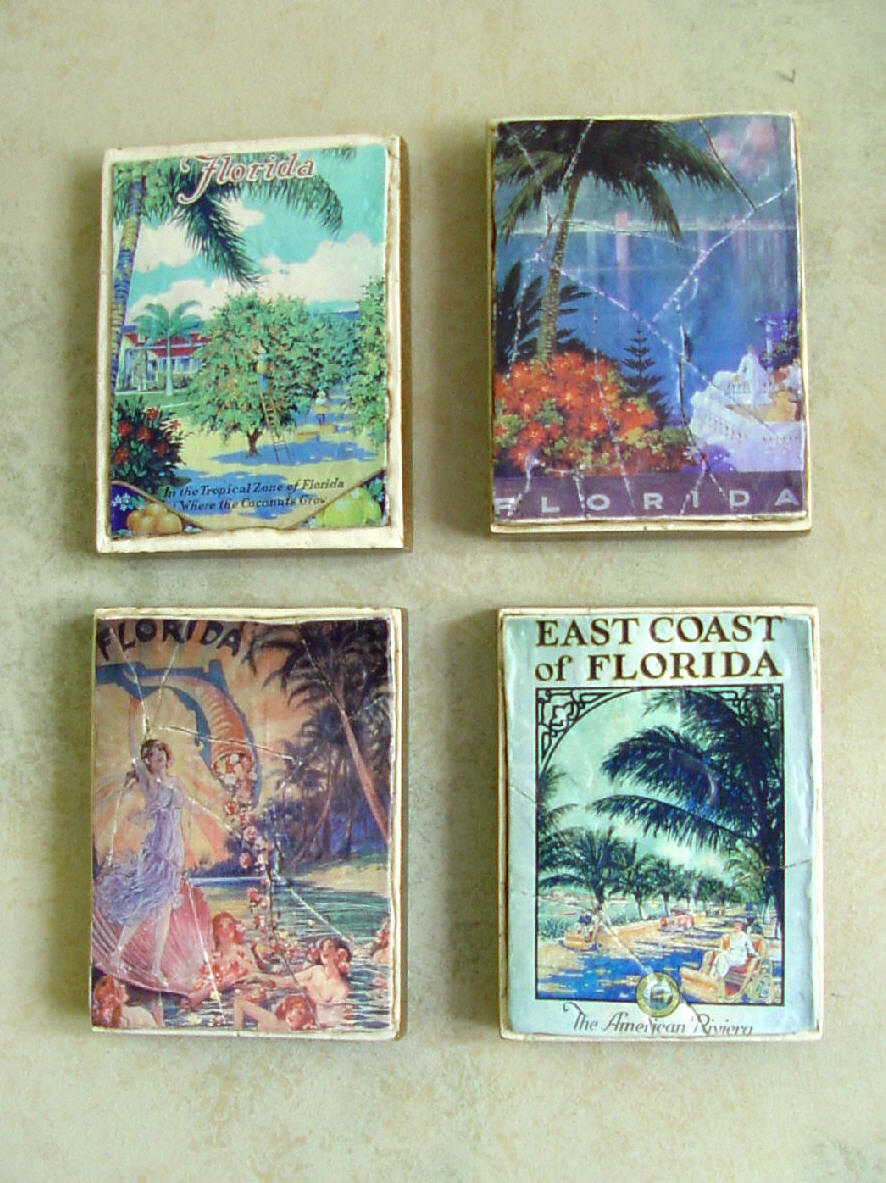 Florida
In the Tropical Zone of Florida
Where the Coconuts Grow
FLORIDA
FLORIDA
EAST COAST
of FLORIDA
The American Riviera